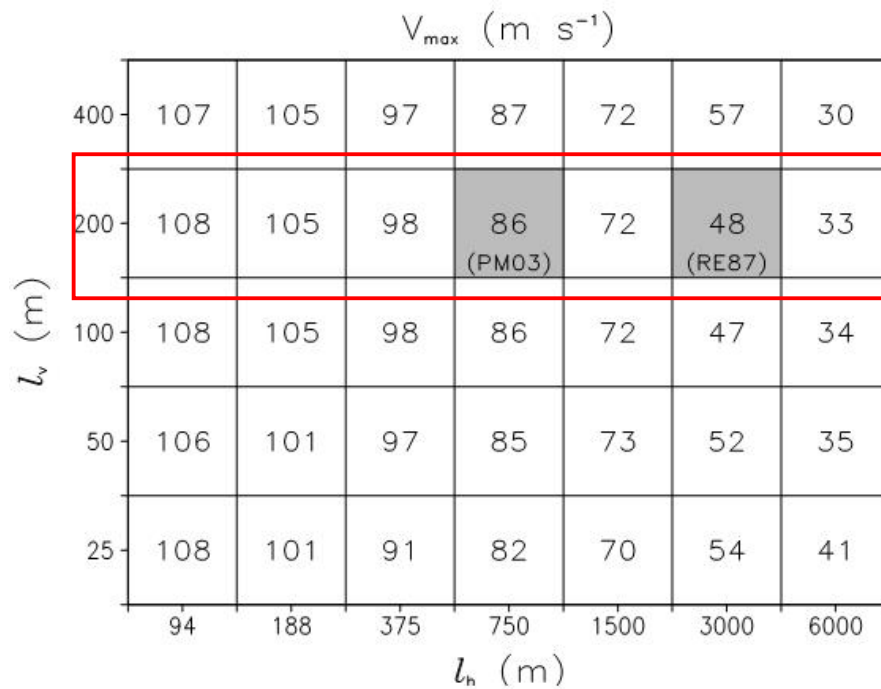 Vmax (m s⁻¹)
400 107 105 97 87 72 57 30
200 108 105 98 86 72 48 33
(PM03) (RE87)
100 108 105 98 86 72 47 34
50 106 101 97 85 73 52 35
25 108 101 91 82 70 54 41
94 188 375 750 1500 3000 6000
lh (m)
lv (m)